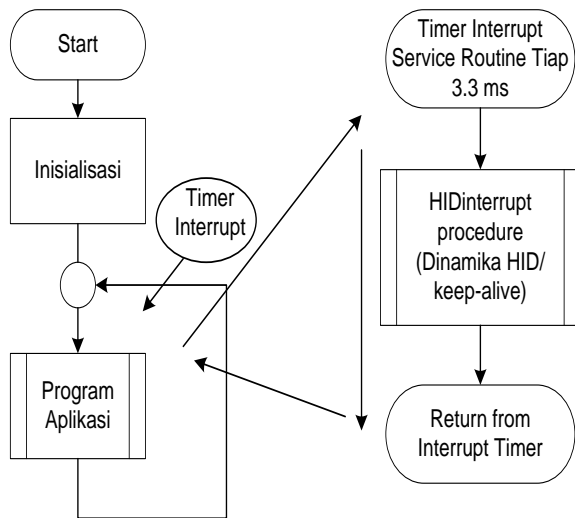 Start
Inisialisasi
Timer
Interrupt
Program
Aplikasi
Timer Interrupt
Service Routine Tiap
3.3 ms
HIDinterrupt
procedure
(Dinamika HID/
keep-alive)
Return from
Interrupt Timer